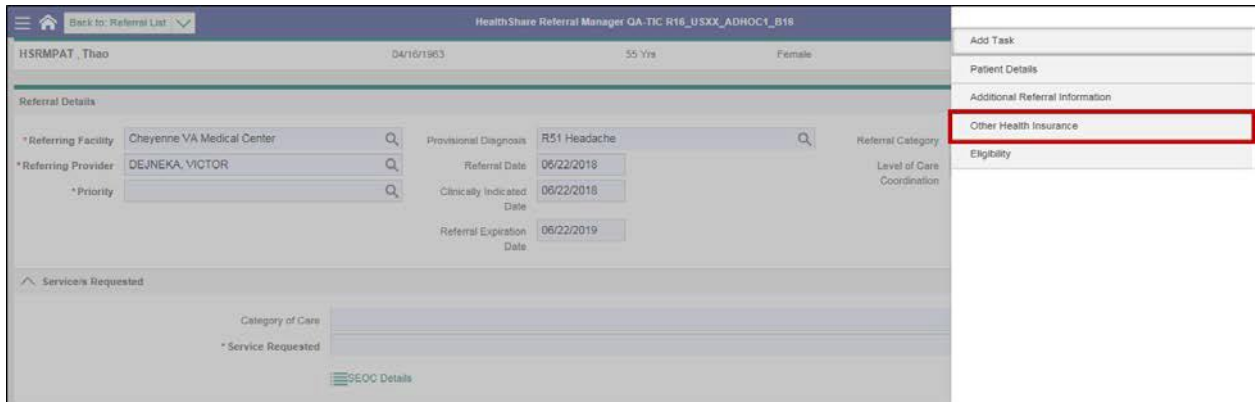 Back to: Referral List
HealthShare Referral Manager QA-TIC R16_USXX_ADHOC1_B16
HSRMPAT , Thao 04/16/1963 55 Yrs Female
Add Task
Patient Details
Additional Referral Information
Other Health Insurance
Eligibility
Referral Details
*Referring Facility Cheyenne VA Medical Center Provisional Diagnosis R51 Headache Referral Category
*Referring Provider DEJNEKA, VICTOR Referral Date 06/22/2018 Level of Care
Coordination
*Priority Clinically Indicated 06/22/2018
Date
Referral Expiration 06/22/2019
Date
Service/s Requested
Category of Care
* Service Requested
SEOC Details